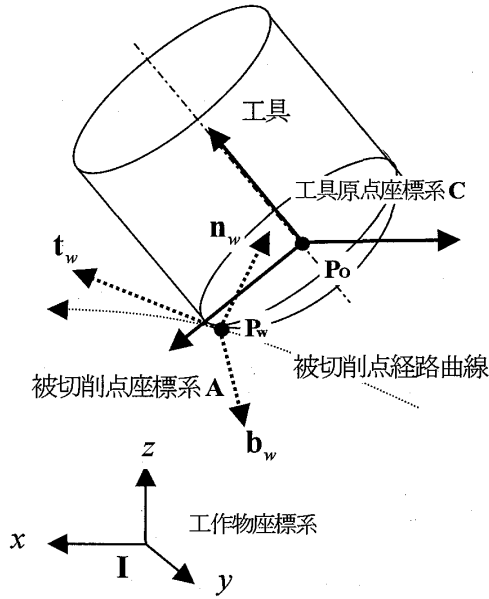 工具
工具原点座標系 C
n_w
t_w
P_O
P_w
被切削点経路曲線
被切削点座標系 A
b_w
z
工作物座標系
x
I
y